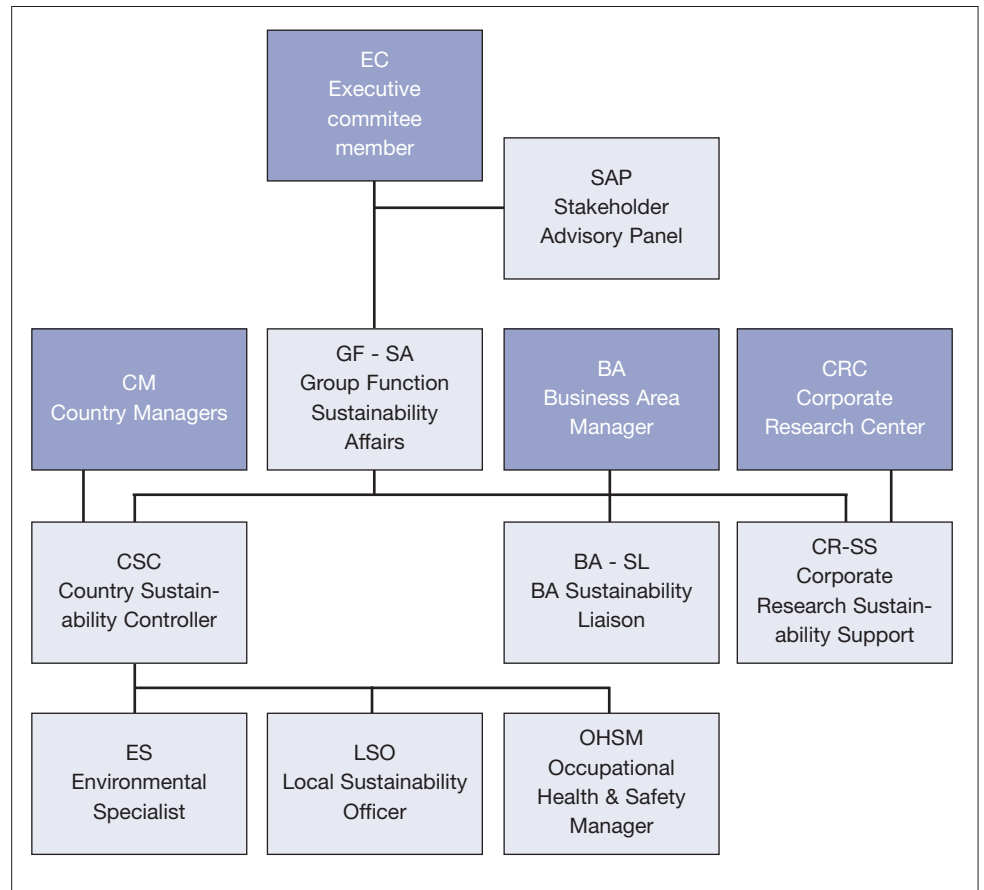 EC
Executive
commitee
member
SAP
Stakeholder
Advisory Panel
CM
Country Managers
GF - SA
Group Function
Sustainability
Affairs
BA
Business Area
Manager
CRC
Corporate
Research Center
CSC
Country Sustain-
ability Controller
BA - SL
BA Sustainability
Liaison
CR-SS
Corporate
Research Sustain-
ability Support
ES
Environmental
Specialist
LSO
Local Sustainability
Officer
OHSM
Occupational
Health & Safety
Manager